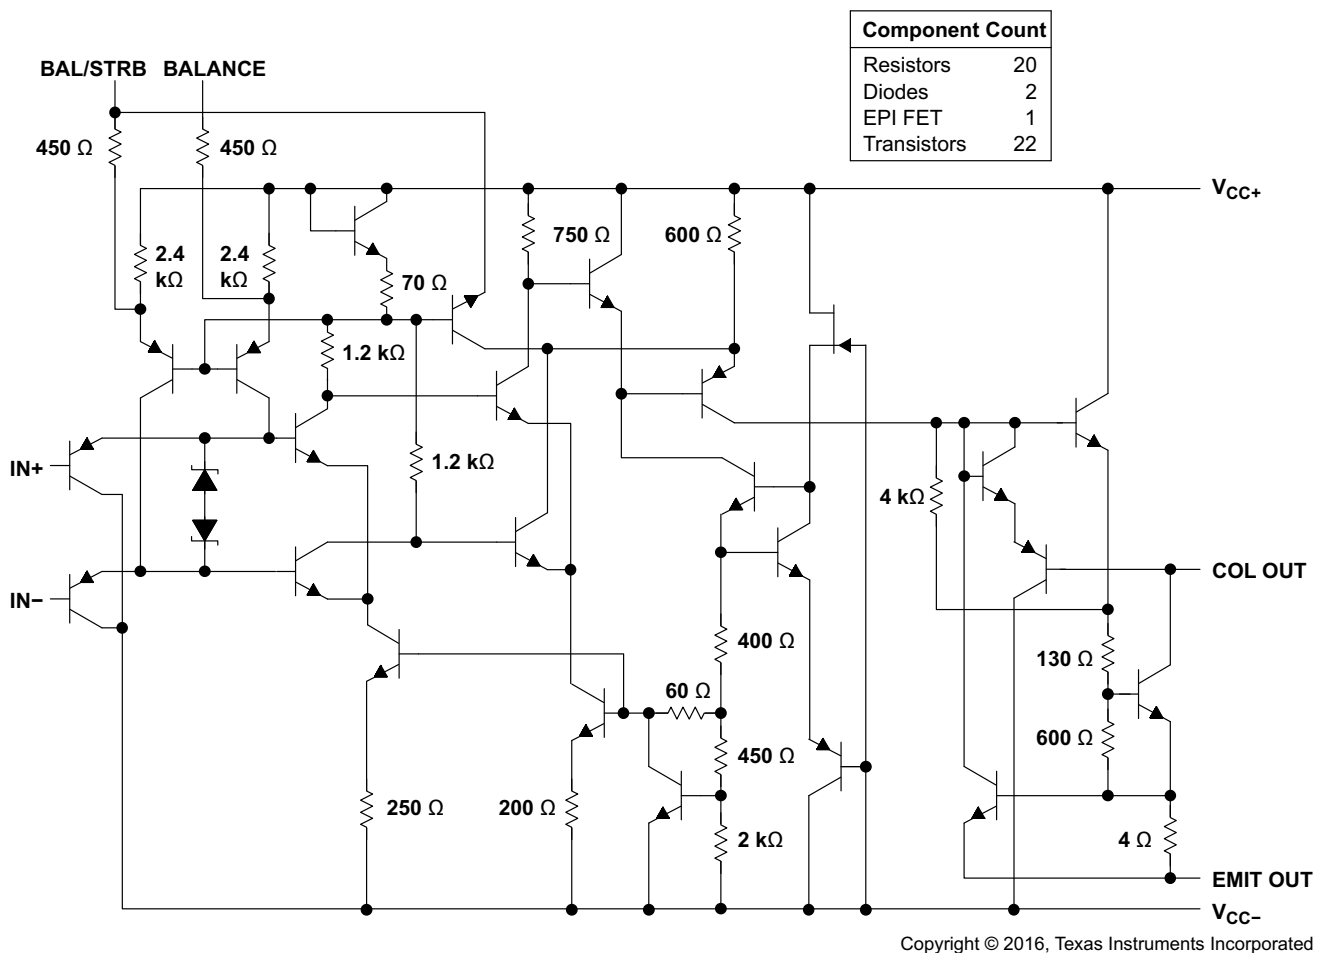 Component Count
Resistors 20
Diodes 2
EPI FET 1
Transistors 22
BAL/STRB BALANCE
450 Ω 450 Ω
VCC+
2.4 kΩ
2.4 kΩ
70 Ω
750 Ω
600 Ω
1.2 kΩ
IN+
1.2 kΩ
4 kΩ
COL OUT
IN−
400 Ω
130 Ω
60 Ω
450 Ω
600 Ω
250 Ω
200 Ω
2 kΩ
4 Ω
EMIT OUT
VCC−
Copyright © 2016, Texas Instruments Incorporated